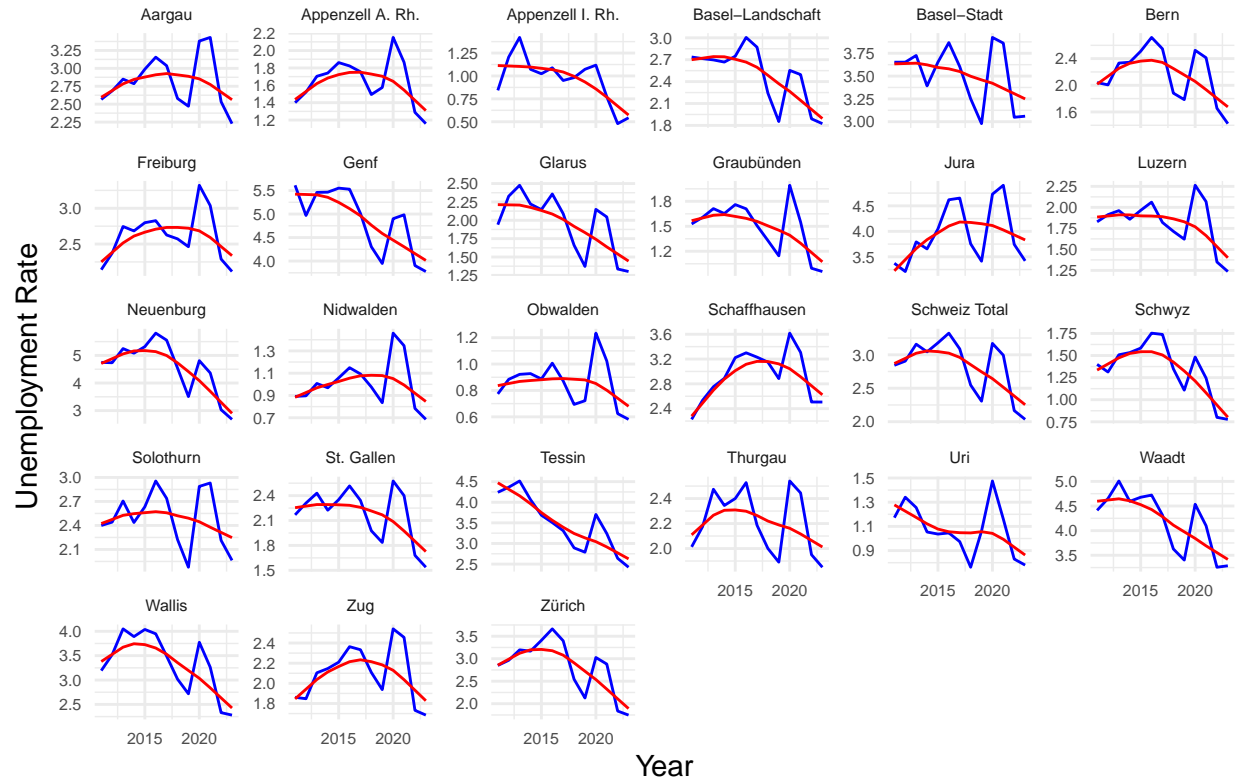 Aargau Appenzell A. Rh. Appenzell I. Rh. Basel−Landschaft Basel−Stadt Bern
3.25 3.00 2.75 2.50 2.25
2.2 2.0 1.8 1.6 1.4 1.2
1.25 1.00 0.75 0.50
3.0 2.7 2.4 2.1 1.8
3.75 3.50 3.25 3.00
2.4 2.0 1.6
Freiburg Genf Glarus Graubünden Jura Luzern
3.0 2.5
5.5 5.0 4.5 4.0
2.50 2.25 2.00 1.75 1.50 1.25
1.8 1.5 1.2
4.5 4.0 3.5
2.25 2.00 1.75 1.50 1.25
Neuenburg Nidwalden Obwalden Schaffhausen Schweiz Total Schwyz
5 4 3
1.3 1.1 0.9 0.7
1.2 1.0 0.8 0.6
3.6 3.2 2.8 2.4
3.0 2.5 2.0
1.75 1.50 1.25 1.00 0.75
Solothurn St. Gallen Tessin Thurgau Uri Waadt
3.0 2.7 2.4 2.1
2.4 2.1 1.8 1.5
4.5 4.0 3.5 3.0 2.5
2.4 2.2 2.0
1.5 1.3 1.1 0.9
5.0 4.5 4.0 3.5
2015 2020 2015 2020 2015 2020
Wallis Zug Zürich
4.0 3.5 3.0 2.5
2.4 2.2 2.0 1.8
3.5 3.0 2.5 2.0
2015 2020 2015 2020 2015 2020
Year
Unemployment Rate